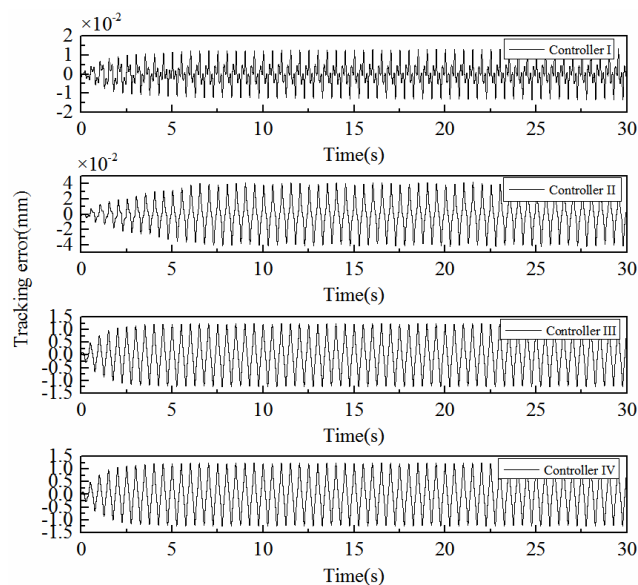 Tracking error(mm)
×10⁻²
2
1
0
-1
-2
Controller I
0 5 10 15 20 25 30
Time(s)
×10⁻²
4
2
0
-2
-4
Controller II
0 5 10 15 20 25 30
Time(s)
1.5
1.0
0.5
0.0
-0.5
-1.0
-1.5
Controller III
0 5 10 15 20 25 30
Time(s)
1.5
1.0
0.5
0.0
-0.5
-1.0
-1.5
Controller IV
0 5 10 15 20 25 30
Time(s)